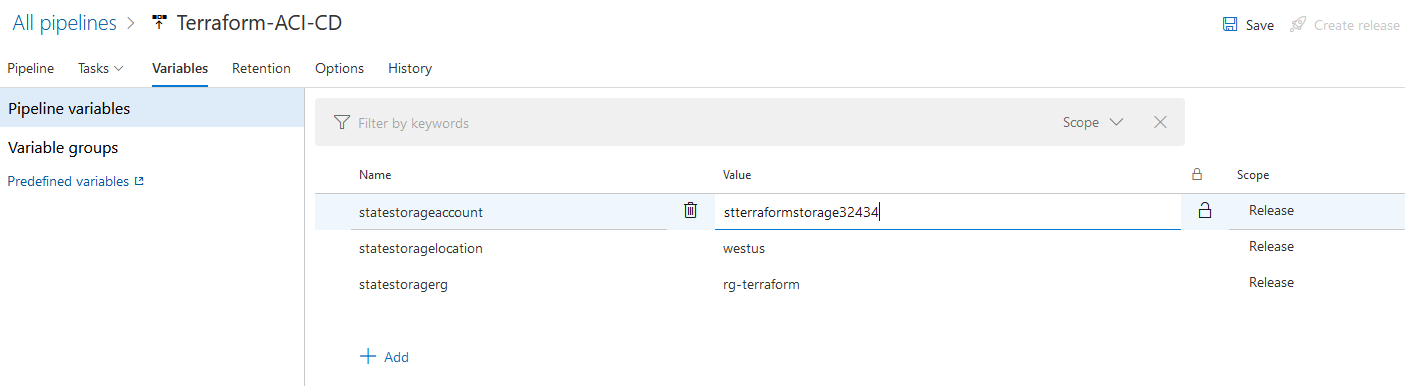 All pipelines > Terraform-ACI-CD
Save Create release
Pipeline Tasks Variables Retention Options History
Pipeline variables
Variable groups
Predefined variables
Filter by keywords Scope
Name Value Scope
statestorageaccount stterraformstorage32434 Release
statestoragelocation westus Release
statestoragerg rg-terraform Release
+ Add